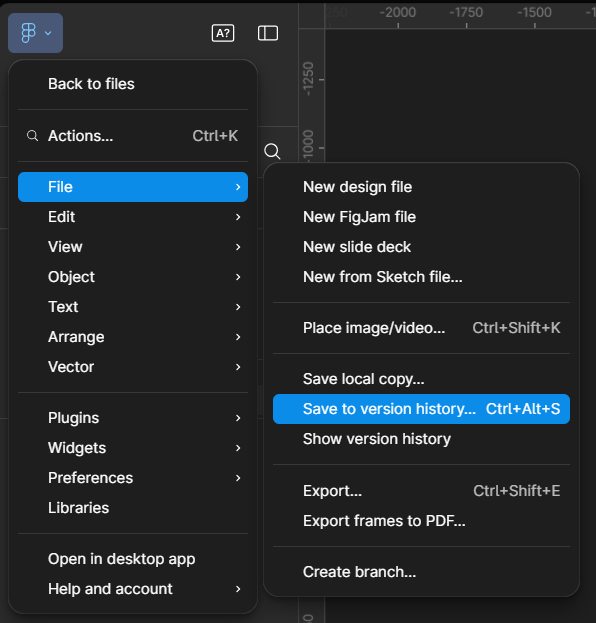 A?
-2000 -1750 -1500
Back to files
-1250
Actions... Ctrl+K
-1000
File
Edit
View
Object
Text
Arrange
Vector
Plugins
Widgets
Preferences
Libraries
Open in desktop app
Help and account
New design file
New FigJam file
New slide deck
New from Sketch file...
Place image/video... Ctrl+Shift+K
Save local copy...
Save to version history... Ctrl+Alt+S
Show version history
Export... Ctrl+Shift+E
Export frames to PDF...
Create branch...